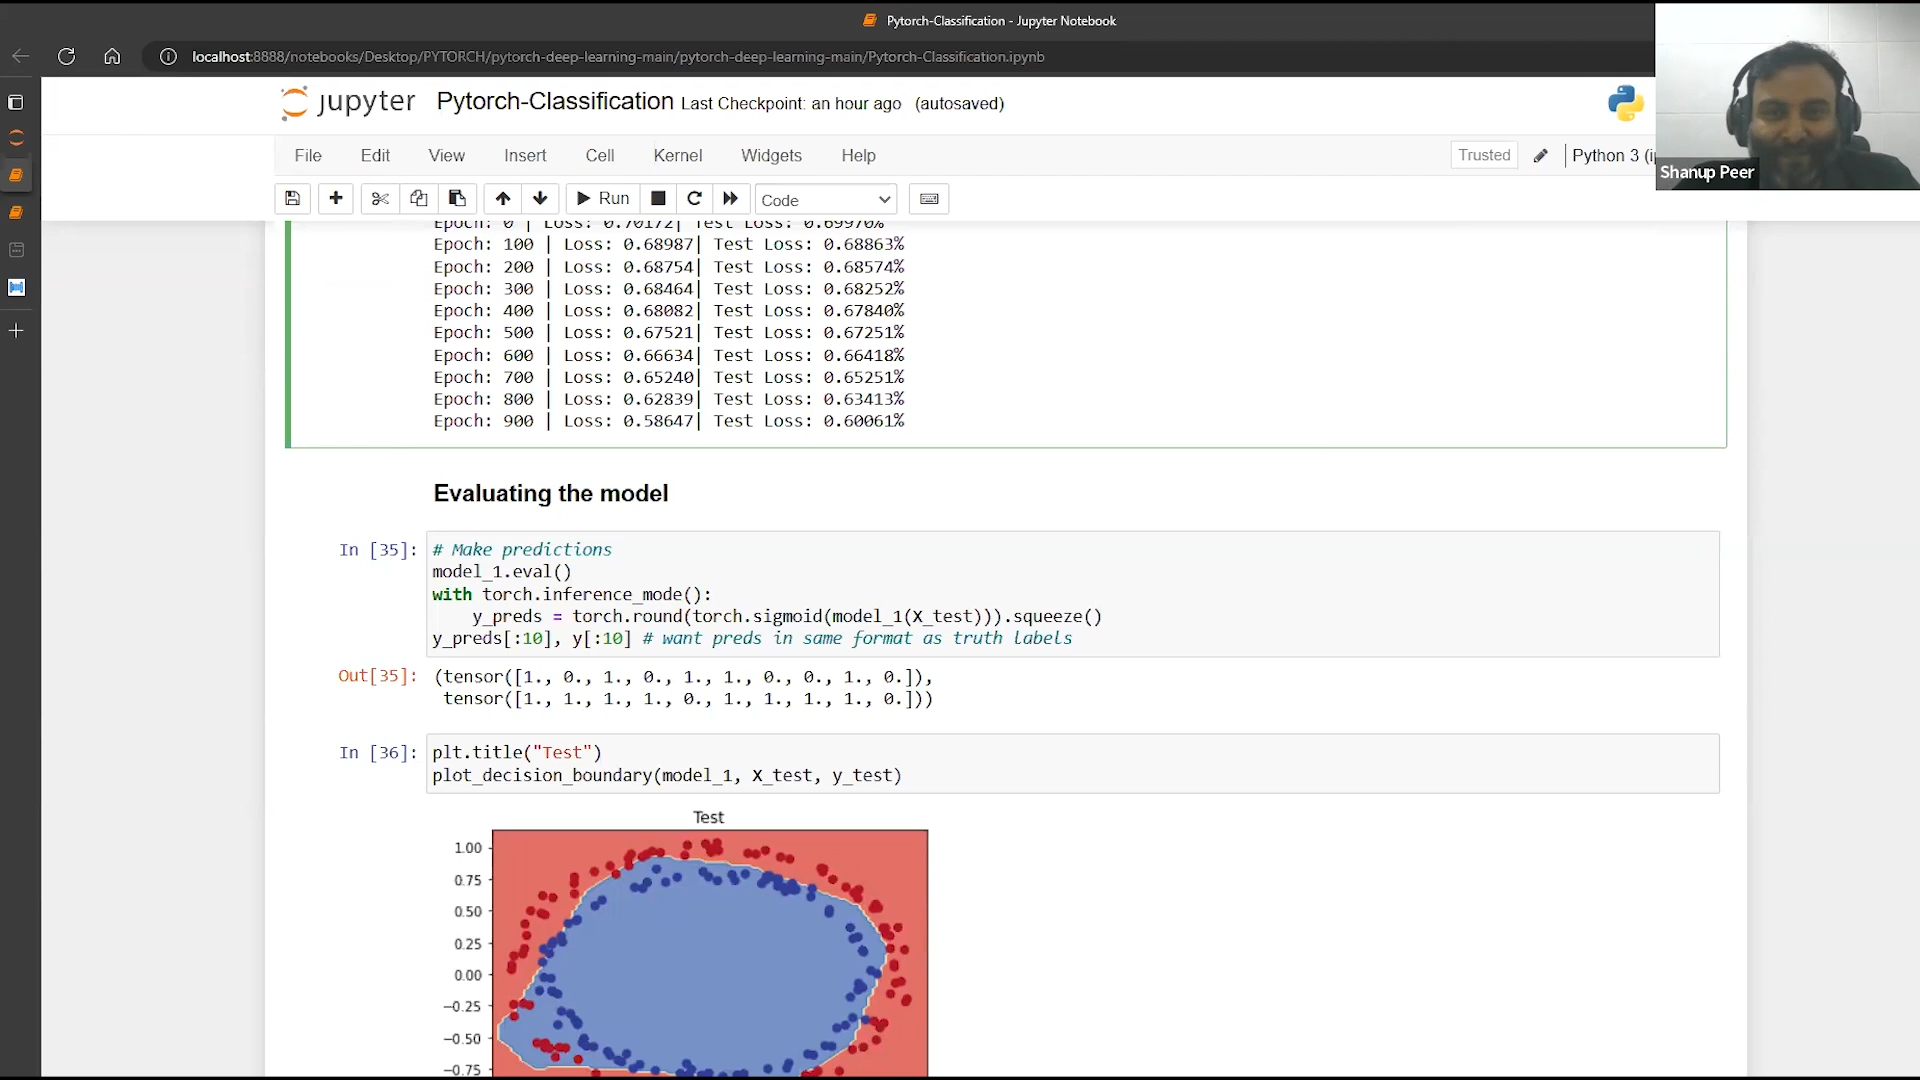 Pytorch-Classification - Jupyter Notebook
localhost:8888/notebooks/Desktop/PYTORCH/pytorch-deep-learning-main/pytorch-deep-learning-main/Pytorch-Classification.ipynb
jupyter Pytorch-Classification Last Checkpoint: an hour ago (autosaved)
File Edit View Insert Cell Kernel Widgets Help Trusted Python 3 (ip
Shanup Peer
Run Code
Epoch: 0 | Loss: 0.70172| Test Loss: 0.69970%
Epoch: 100 | Loss: 0.68987| Test Loss: 0.68863%
Epoch: 200 | Loss: 0.68754| Test Loss: 0.68574%
Epoch: 300 | Loss: 0.68464| Test Loss: 0.68252%
Epoch: 400 | Loss: 0.68082| Test Loss: 0.67840%
Epoch: 500 | Loss: 0.67521| Test Loss: 0.67251%
Epoch: 600 | Loss: 0.66634| Test Loss: 0.66418%
Epoch: 700 | Loss: 0.65240| Test Loss: 0.65251%
Epoch: 800 | Loss: 0.62839| Test Loss: 0.63413%
Epoch: 900 | Loss: 0.58647| Test Loss: 0.60061%
Evaluating the model
In [35]: # Make predictions
model_1.eval()
with torch.inference_mode():
    y_preds = torch.round(torch.sigmoid(model_1(X_test))).squeeze()
y_preds[:10], y[:10] # want preds in same format as truth labels
Out[35]: (tensor([1., 0., 1., 0., 1., 1., 0., 0., 1., 0.]),
 tensor([1., 1., 1., 1., 0., 1., 1., 1., 1., 0.]))
In [36]: plt.title("Test")
plot_decision_boundary(model_1, X_test, y_test)
Test
1.00
0.75
0.50
0.25
0.00
−0.25
−0.50
−0.75